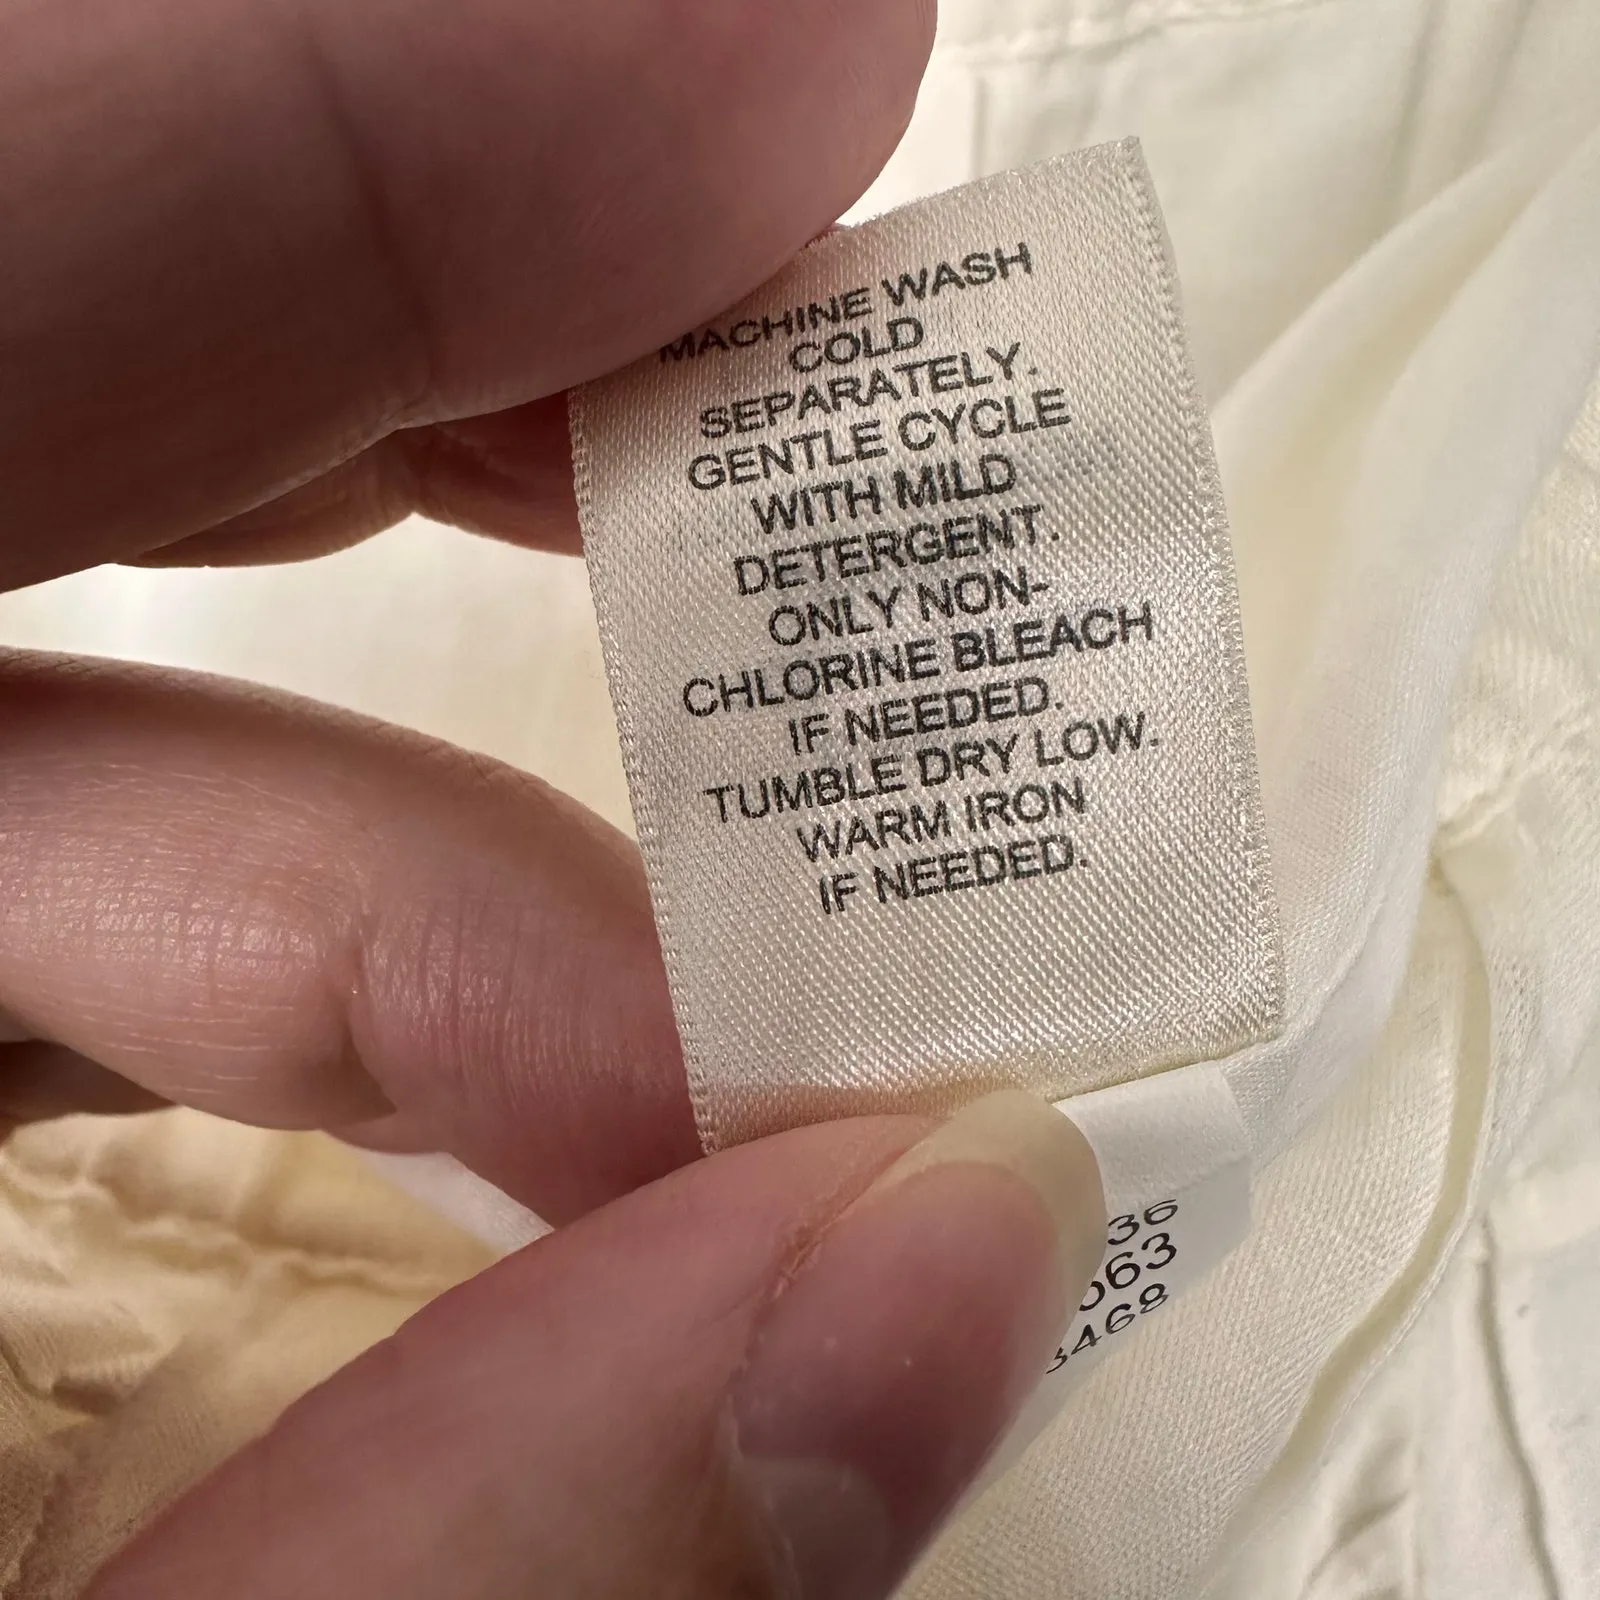 MACHINE WASH
COLD
SEPARATELY.
GENTLE CYCLE
WITH MILD
DETERGENT.
ONLY NON-
CHLORINE BLEACH
IF NEEDED.
TUMBLE DRY LOW.
WARM IRON
IF NEEDED.
36
063
3468